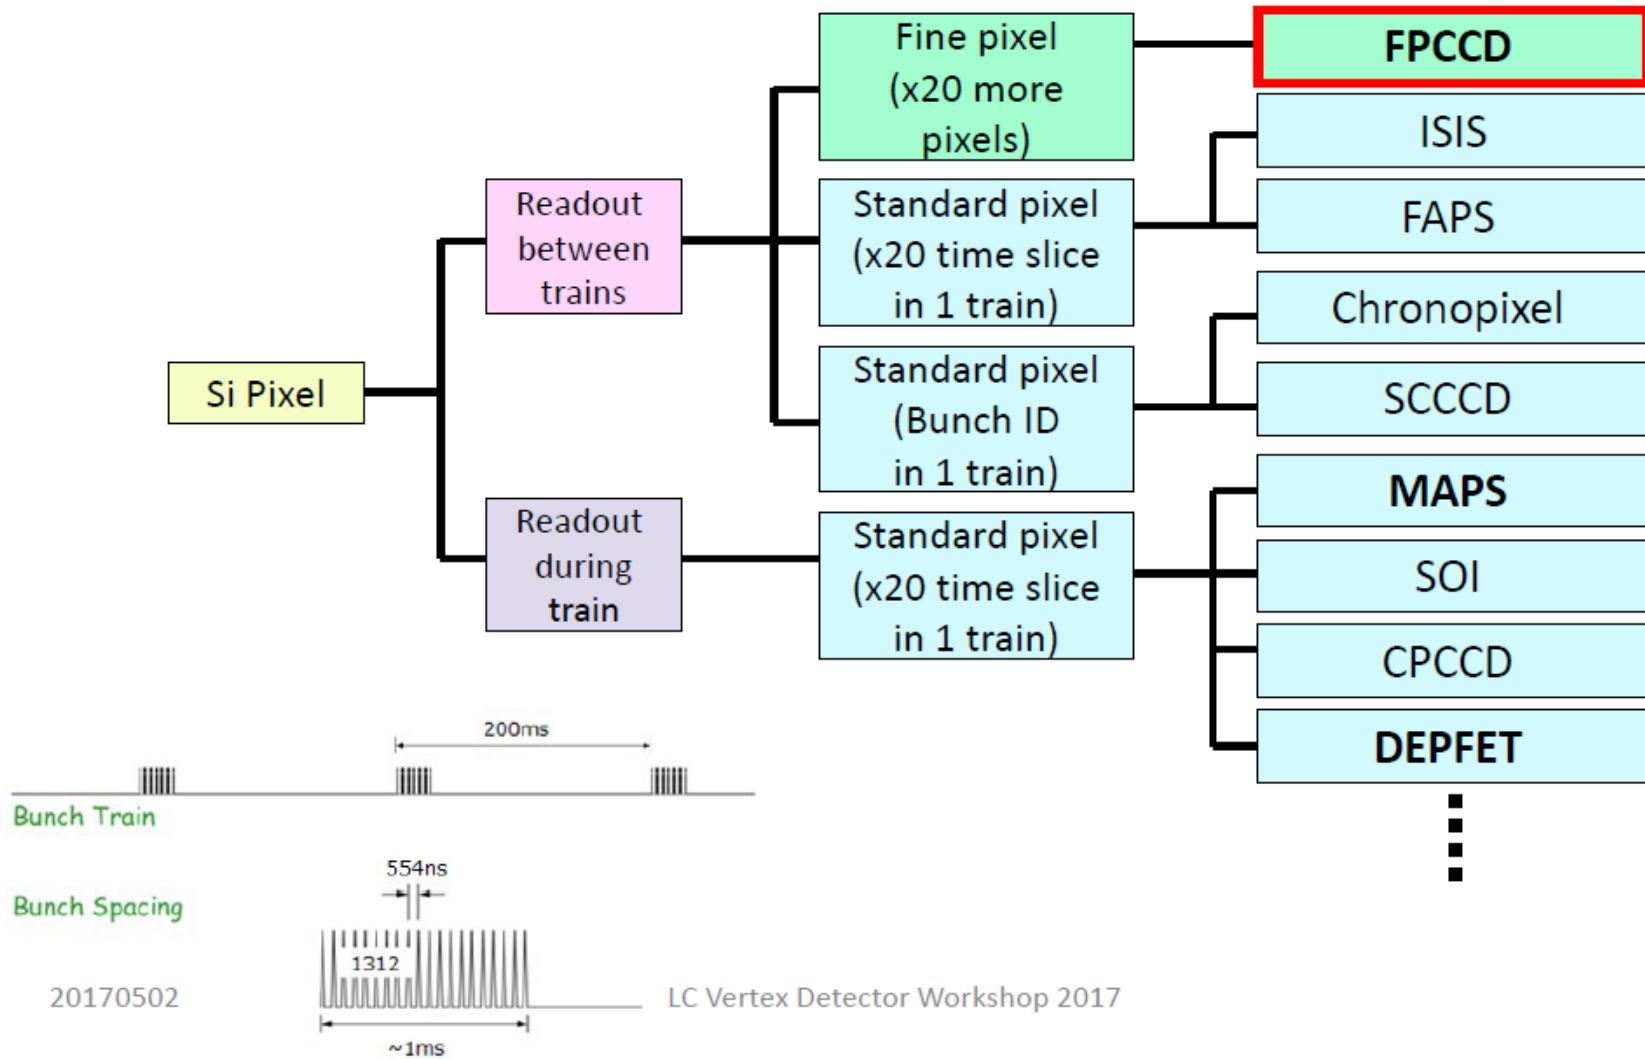 Si Pixel
Readout
between
trains
Readout
during
train
Fine pixel
(x20 more
pixels)
Standard pixel
(x20 time slice
in 1 train)
Standard pixel
(Bunch ID
in 1 train)
Standard pixel
(x20 time slice
in 1 train)
FPCCD
ISIS
FAPS
Chronopixel
SCCCD
MAPS
SOI
CPCCD
DEPFET
200ms
Bunch Train
554ns
Bunch Spacing
1312
~1ms
20170502
LC Vertex Detector Workshop 2017